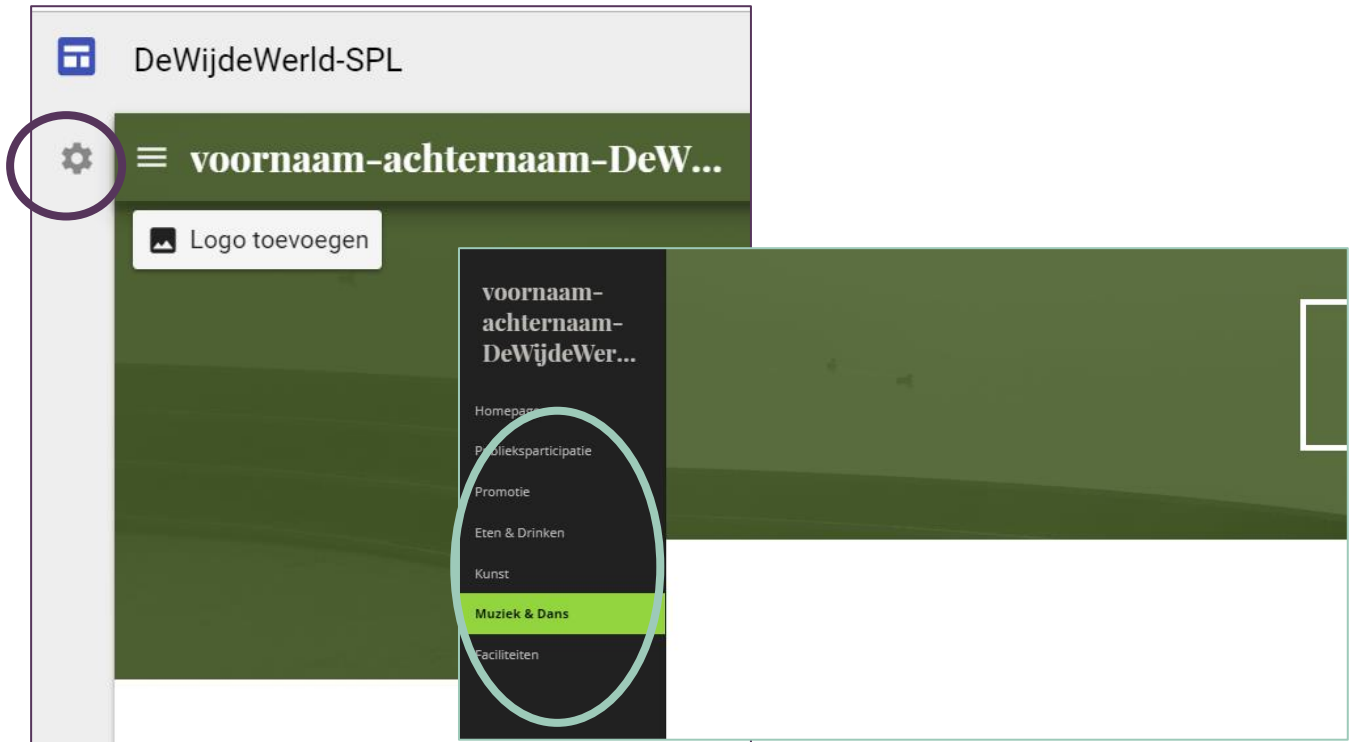 DeWijdeWerld-SPL
voornaam-achternaam-DeW...
Logo toevoegen
voornaam-
achternaam-
DeWijdeWer...
Homepage
Publieksparticipatie
Promotie
Eten & Drinken
Kunst
Muziek & Dans
Faciliteiten